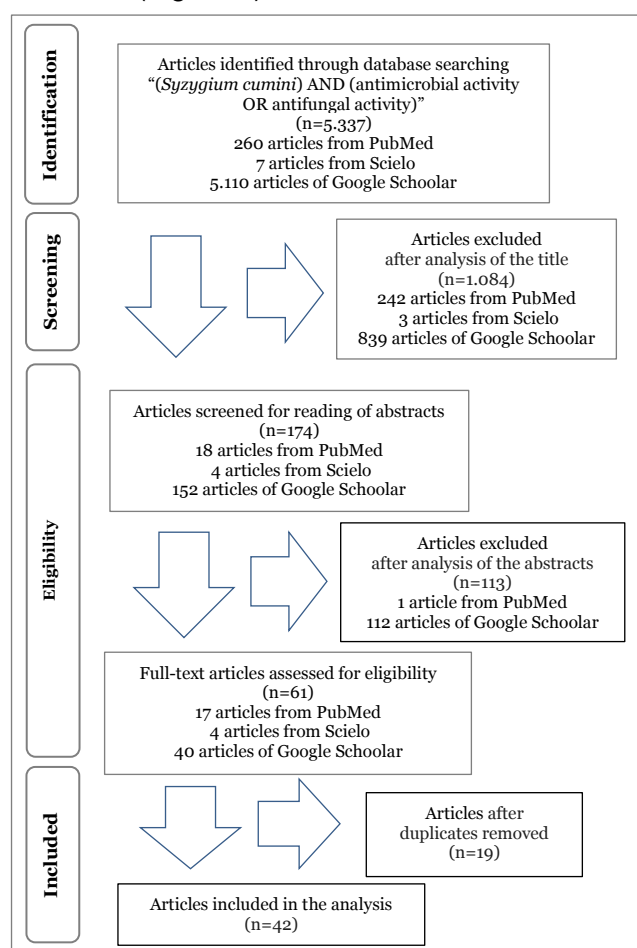 Identification
Articles identified through database searching
“(Syzygium cumini) AND (antimicrobial activity
OR antifungal activity)”
(n=5.337)
260 articles from PubMed
7 articles from Scielo
5.110 articles of Google Schoolar
Screening
Articles excluded
after analysis of the title
(n=1.084)
242 articles from PubMed
3 articles from Scielo
839 articles of Google Schoolar
Eligibility
Articles screened for reading of abstracts
(n=174)
18 articles from PubMed
4 articles from Scielo
152 articles of Google Schoolar
Articles excluded
after analysis of the abstracts
(n=113)
1 article from PubMed
112 articles of Google Schoolar
Full-text articles assessed for eligibility
(n=61)
17 articles from PubMed
4 articles from Scielo
40 articles of Google Schoolar
Included
Articles after
duplicates removed
(n=19)
Articles included in the analysis
(n=42)